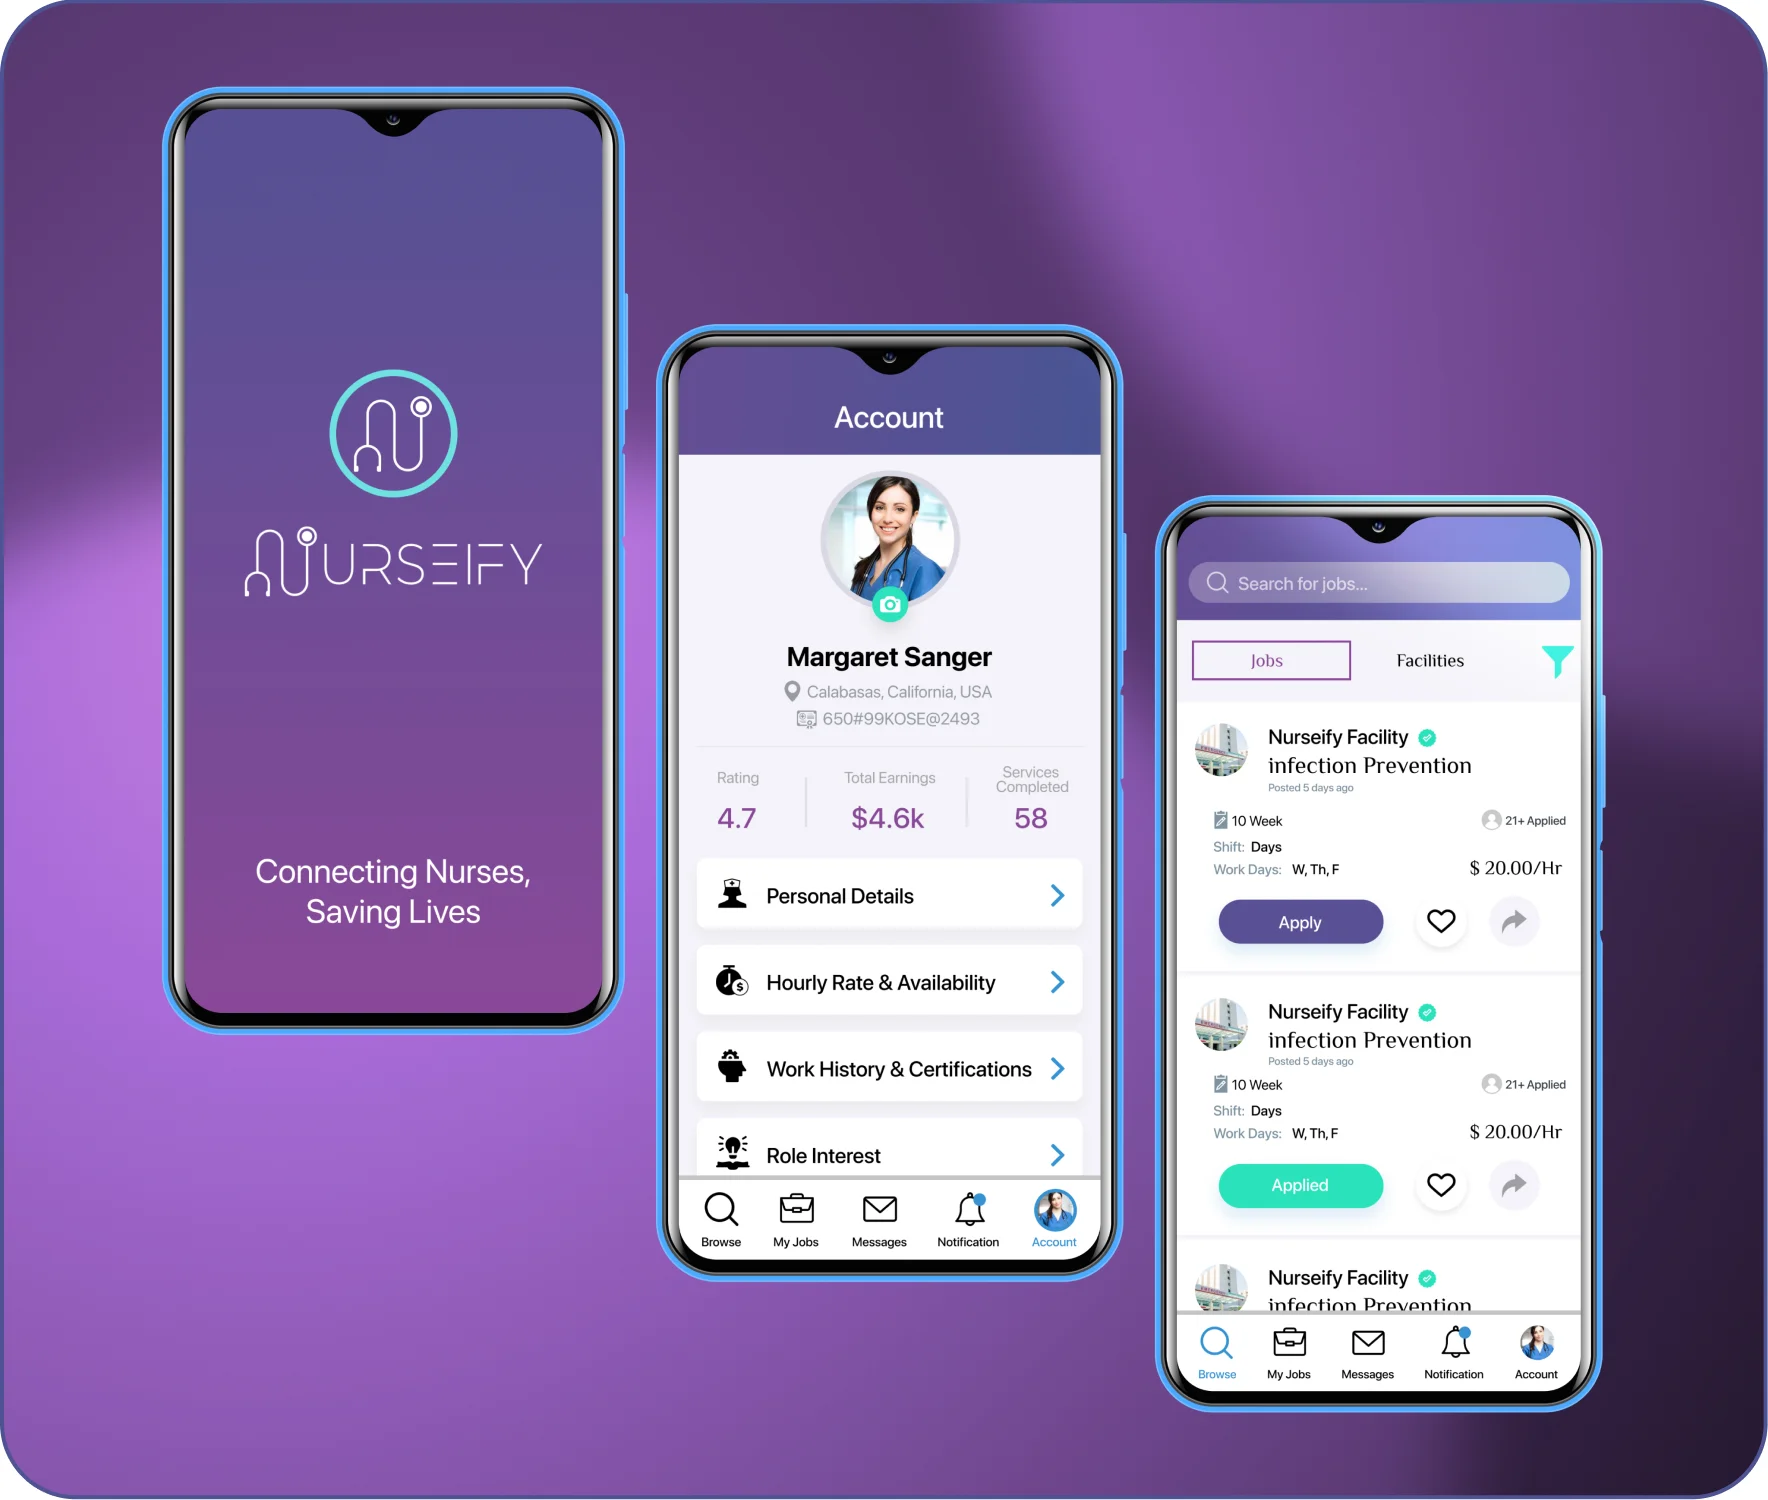 NURSEIFY
Connecting Nurses,
Saving Lives
Account
Margaret Sanger
Calabasas, California, USA
650#99KOSE@2493
Rating
4.7
Total Earnings
$4.6k
Services
Completed
58
Personal Details
Hourly Rate & Availability
Work History & Certifications
Role Interest
Browse
My Jobs
Messages
Notification
Account
Search for jobs...
Jobs
Facilities
Nurseify Facility
infection Prevention
Posted 5 days ago
10 Week
21+ Applied
Shift: Days
Work Days: W, Th, F
$ 20.00/Hr
Apply
Nurseify Facility
infection Prevention
Posted 5 days ago
10 Week
21+ Applied
Shift: Days
Work Days: W, Th, F
$ 20.00/Hr
Applied
Nurseify Facility
infection Prevention
Browse
My Jobs
Messages
Notification
Account